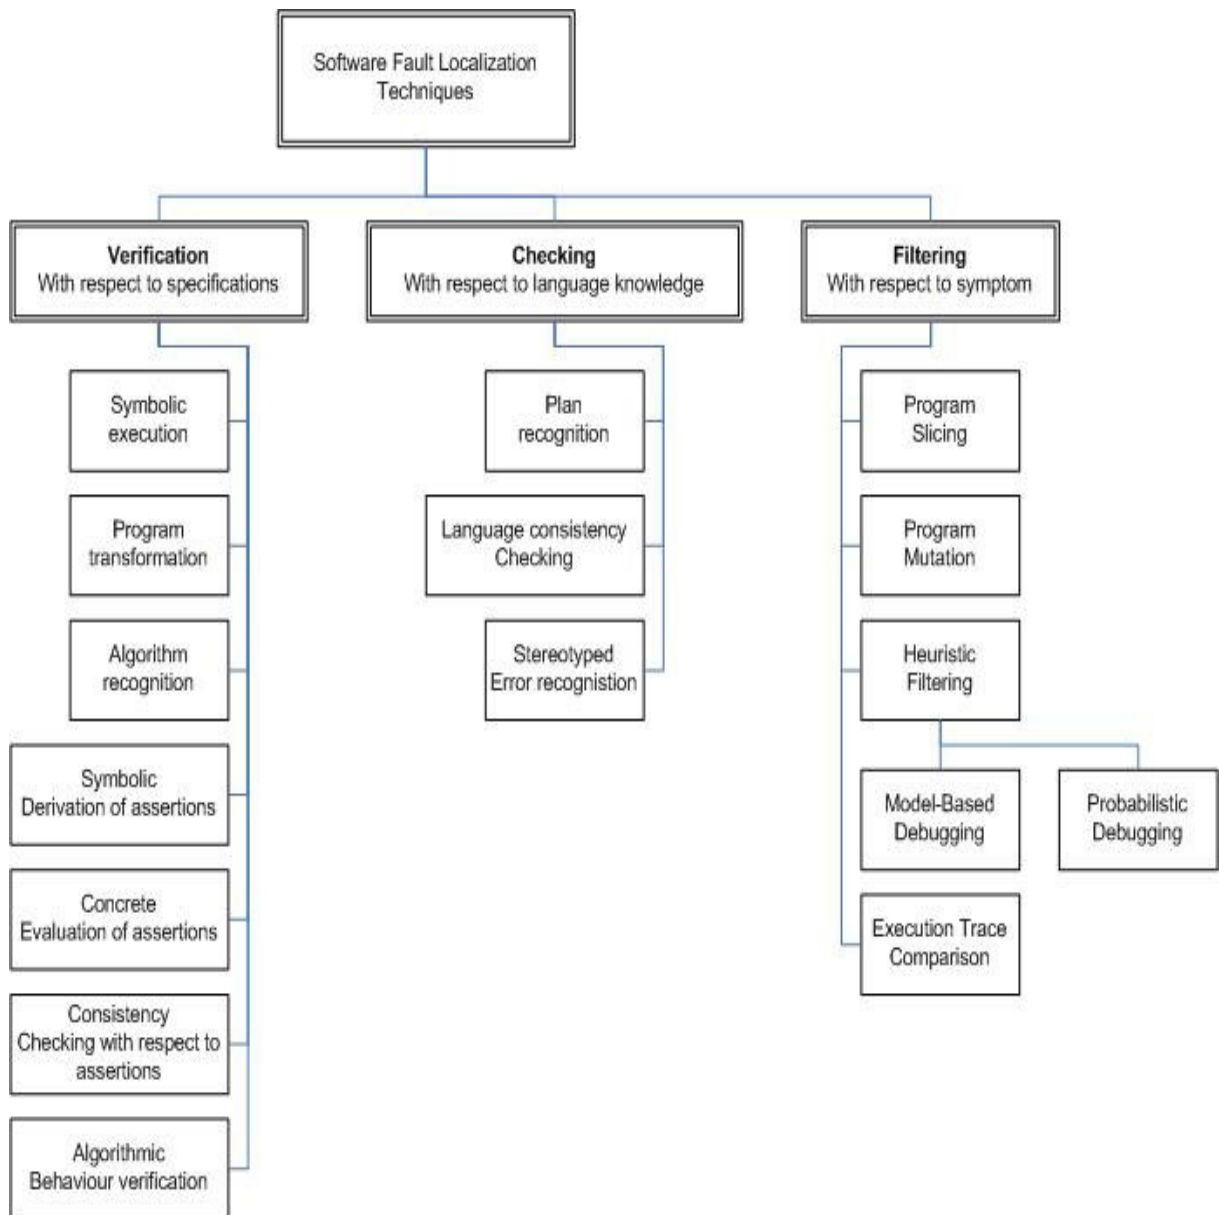 Software Fault Localization
Techniques
Verification
With respect to specifications
Checking
With respect to language knowledge
Filtering
With respect to symptom
Symbolic
execution
Program
transformation
Algorithm
recognition
Symbolic
Derivation of assertions
Concrete
Evaluation of assertions
Consistency
Checking with respect to
assertions
Algorithmic
Behaviour verification
Plan
recognition
Language consistency
Checking
Stereotyped
Error recognistion
Program
Slicing
Program
Mutation
Heuristic
Filtering
Model-Based
Debugging
Probabilistic
Debugging
Execution Trace
Comparison